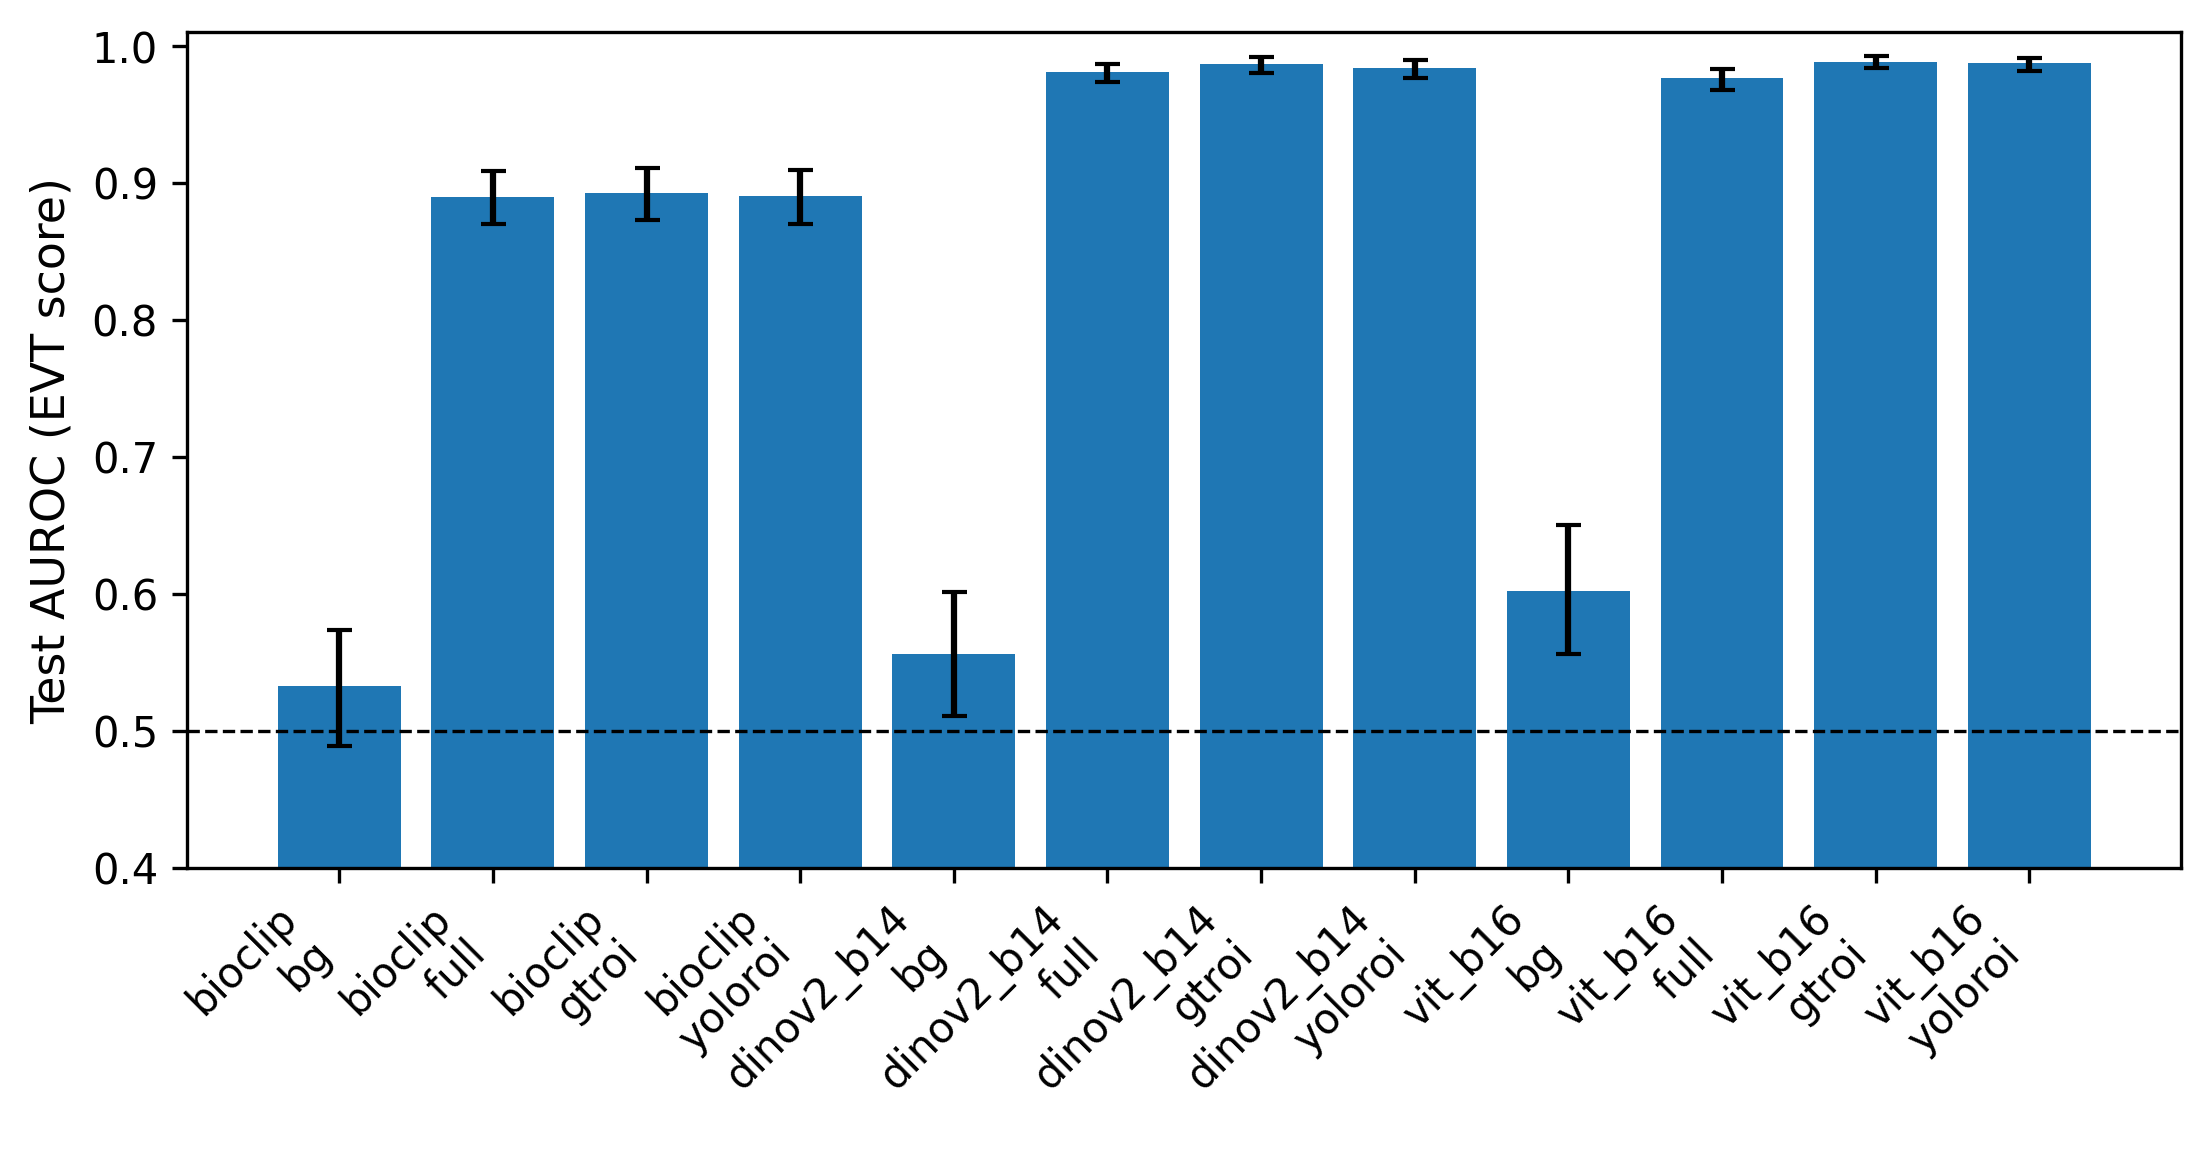 Test AUROC (EVT score)
1.0
0.9
0.8
0.7
0.6
0.5
0.4
bioclip
bg
bioclip
full
bioclip
gtroi
bioclip
yoloroi
dinov2_b14
bg
dinov2_b14
full
dinov2_b14
gtroi
dinov2_b14
yoloroi
vit_b16
bg
vit_b16
full
vit_b16
gtroi
vit_b16
yoloroi